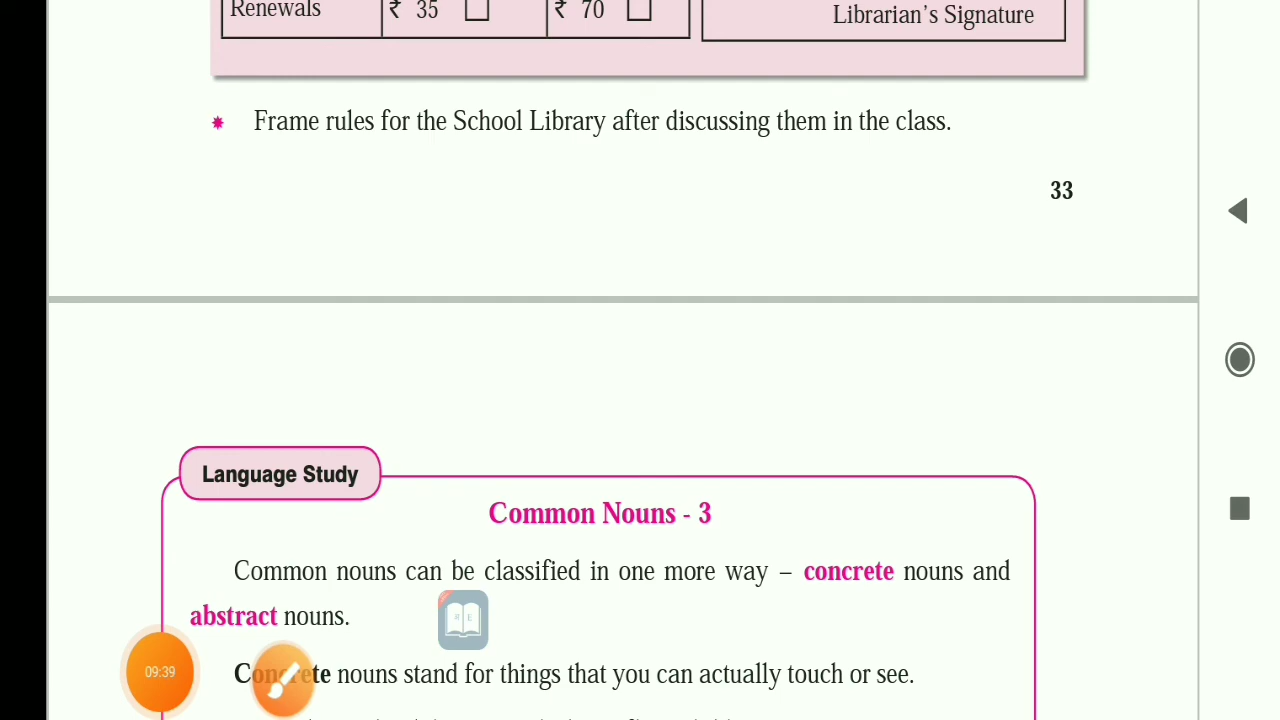 Renewals ₹ 35 ₹ 70
Librarian's Signature
Frame rules for the School Library after discussing them in the class.
33
Language Study
Common Nouns - 3
Common nouns can be classified in one more way – concrete nouns and
abstract nouns.
Concrete nouns stand for things that you can actually touch or see.
09:39